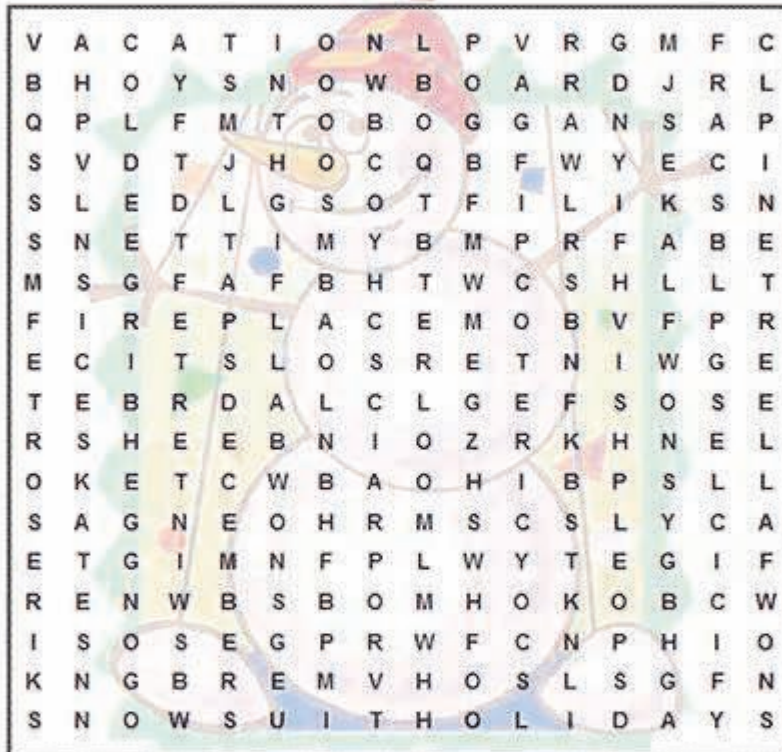 V A C A T I O N L P V R G M F C
B H O Y S N O W B O A R D J R L
Q P L F M T O B O G G A N S A P
S V D T J H O C Q B F W Y E C I
S L E D L G S O T F I L I K S N
S N E T T I M Y B M P R F A B E
M S G F A F B H T W C S H L L T
F I R E P L A C E M O B V F P R
E C I T S L O S R E T N I W G E
T E B R D A L C L G E F S O S E
R S H E E B N I O Z R K H N E L
O K E T C W B A O H I B P S L L
S A G N E O H R M S C S L Y C A
E T G I M N F P L W Y T E G I F
R E N W B S B O M H O K O B C W
I S O S E G P R W F C N P H I O
K N G B R E M V H O S L S G F N
S N O W S U I T H O L I D A Y S